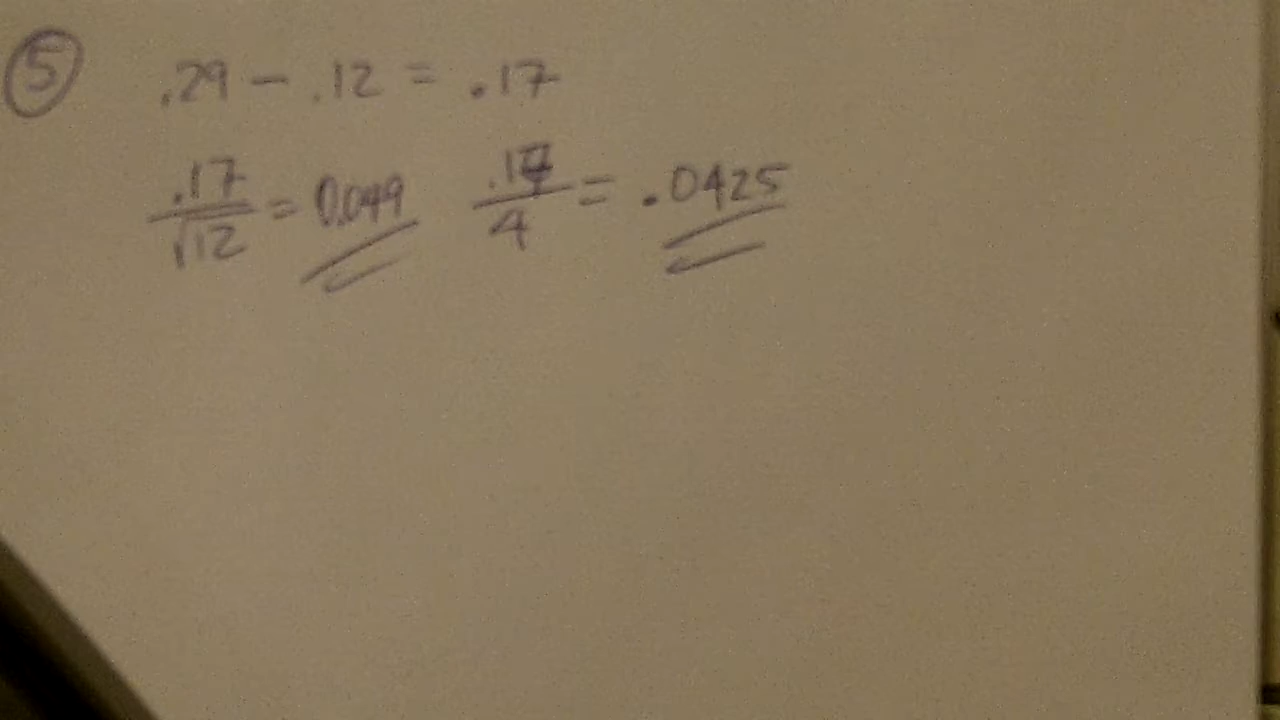 ⑤ .29 - .12 = .17
.17/√12 = 0.049 .17/4 = .0425